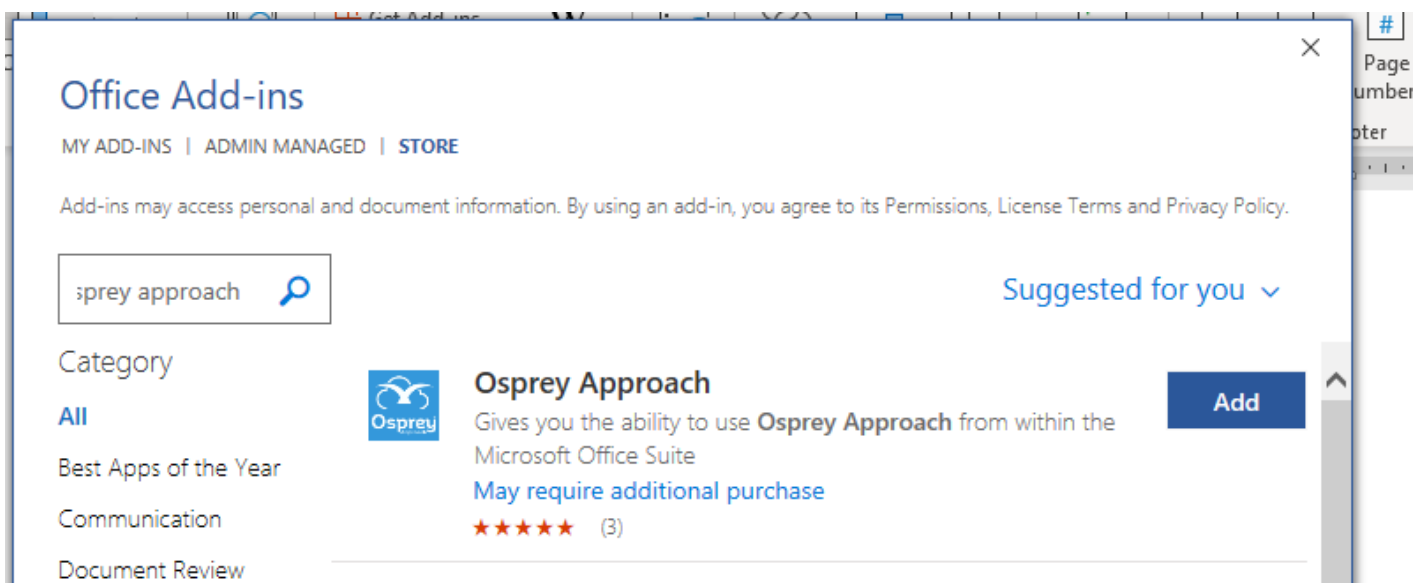 Get Add-ins
#
Page
umber
oter
Office Add-ins
MY ADD-INS | ADMIN MANAGED | STORE
Add-ins may access personal and document information. By using an add-in, you agree to its Permissions, License Terms and Privacy Policy.
sprey approach
Suggested for you
Category
All
Best Apps of the Year
Communication
Document Review
Osprey
Osprey Approach
Gives you the ability to use Osprey Approach from within the
Microsoft Office Suite
May require additional purchase
★★★★★ (3)
Add